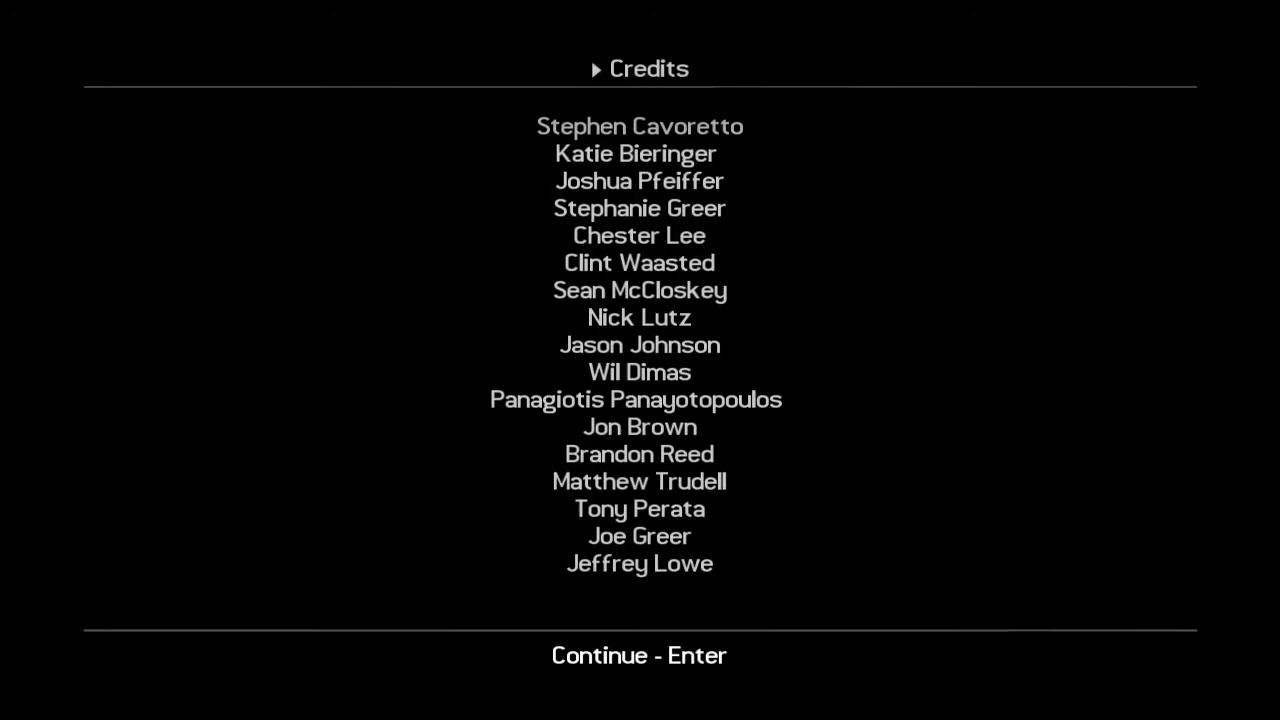 Credits
Stephen Cavoretto
Katie Bieringer
Joshua Pfeiffer
Stephanie Greer
Chester Lee
Clint Waasted
Sean McCloskey
Nick Lutz
Jason Johnson
Wil Dimas
Panagiotis Panayotopoulos
Jon Brown
Brandon Reed
Matthew Trudell
Tony Perata
Joe Greer
Jeffrey Lowe
Continue - Enter